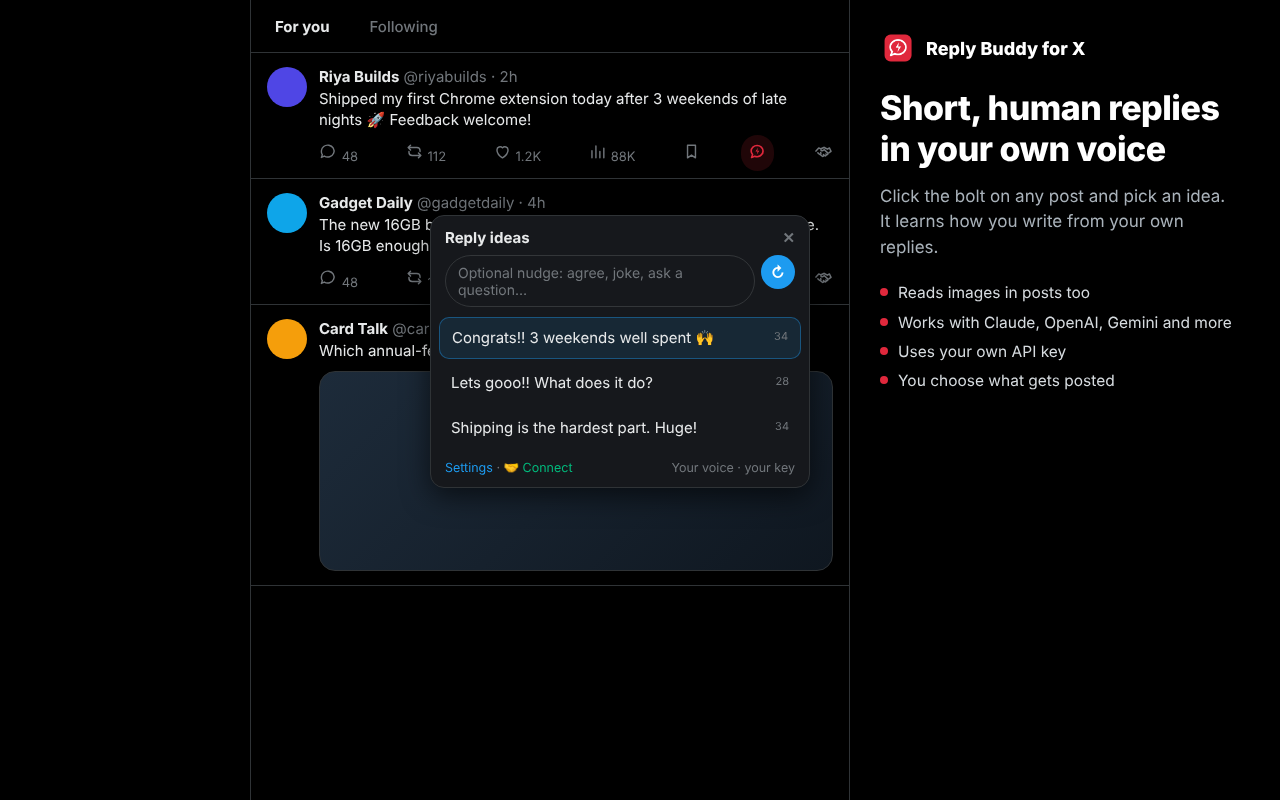 For you Following
Riya Builds @riyabuilds · 2h
Shipped my first Chrome extension today after 3 weekends of late
nights 🚀 Feedback welcome!
48 112 1.2K 88K
Gadget Daily @gadgetdaily · 4h
The new 16GB
Is 16GB enough
48
Card Talk
Which
Reply ideas ✕
Optional nudge: agree, joke, ask a
question...
Congrats!! 3 weekends well spent 🙌 34
Lets gooo!! What does it do? 28
Shipping is the hardest part. Huge! 34
Settings · 🤝 Connect Your voice · your key
Reply Buddy for X
Short, human replies
in your own voice
Click the bolt on any post and pick an idea.
It learns how you write from your own
replies.
Reads images in posts too
Works with Claude, OpenAI, Gemini and more
Uses your own API key
You choose what gets posted